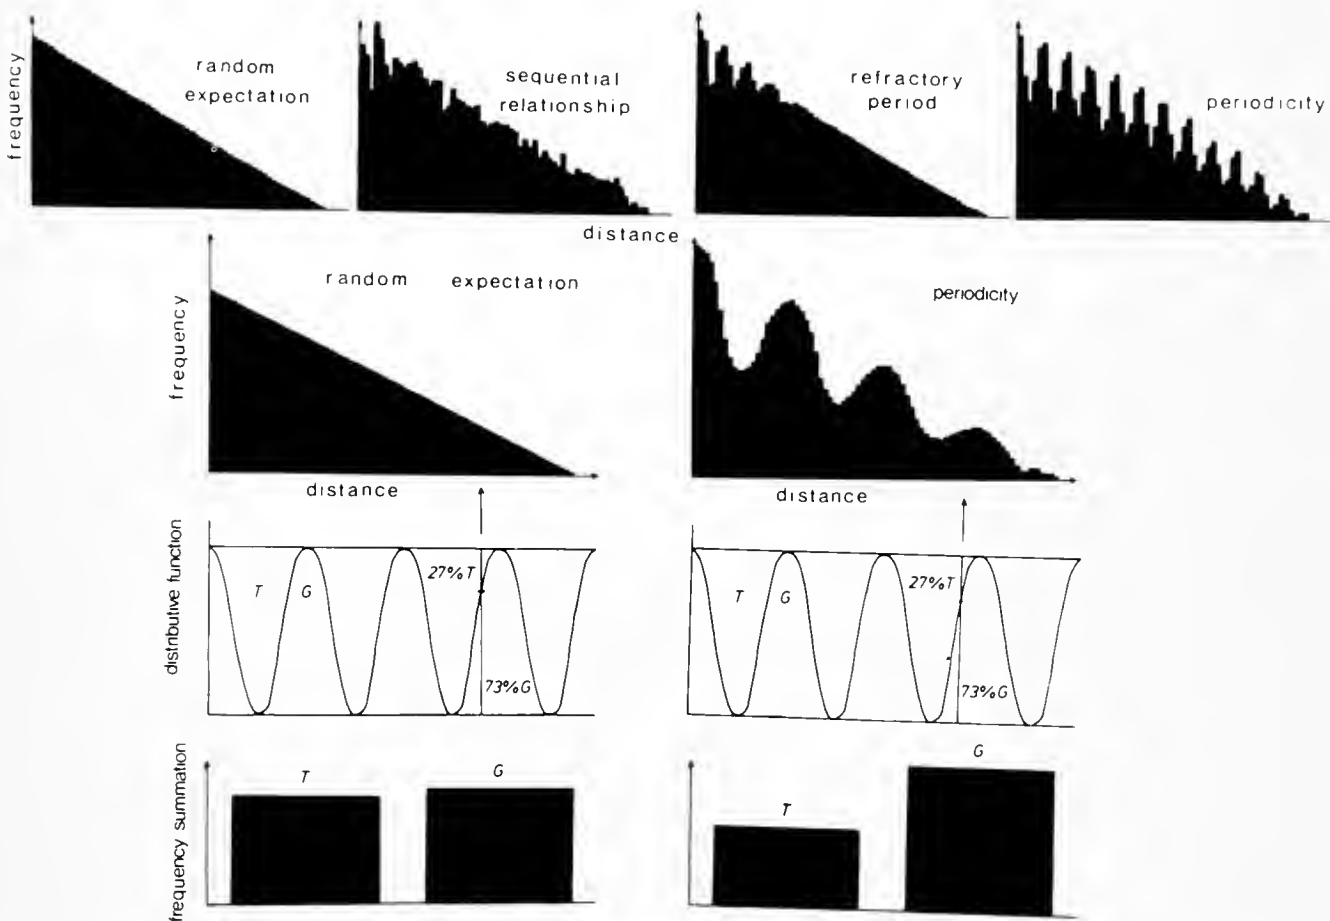 frequency
random
expectation
sequential
relationship
refractory
period
periodicity
distance
frequency
random expectation
periodicity
distance
distance
distributive function
T
G
27%T
73%G
T
G
27%T
73%G
frequency summation
T
G
T
G